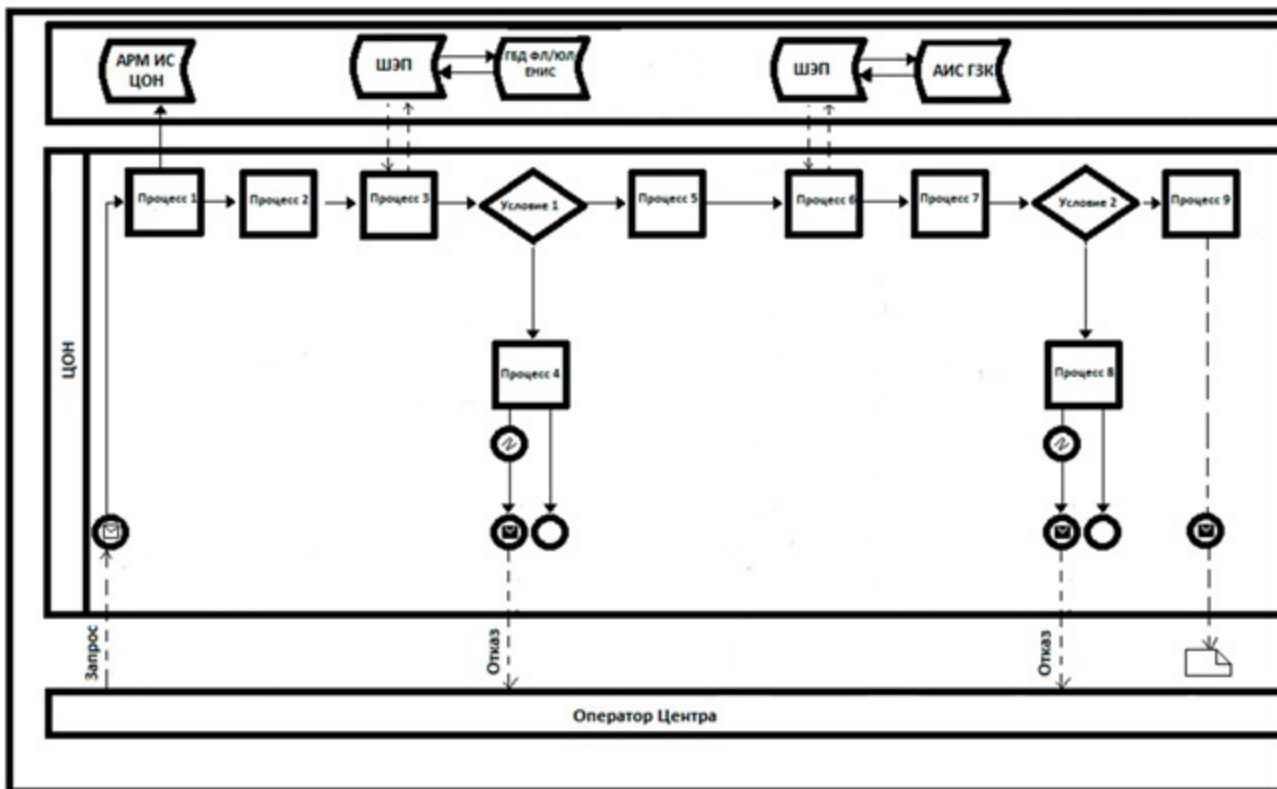 АРМ ИС
ЦОН
ШЭП
ГБД ФЛ/ЮЛ
ЕНИС
ШЭП
АИС ГЗК
Процесс 1
Процесс 2
Процесс 3
Условие 1
Процесс 5
Процесс 6
Процесс 7
Условие 2
Процесс 9
ЦОН
Процесс 4
Процесс 8
Запрос
Отказ
Отказ
Оператор Центра